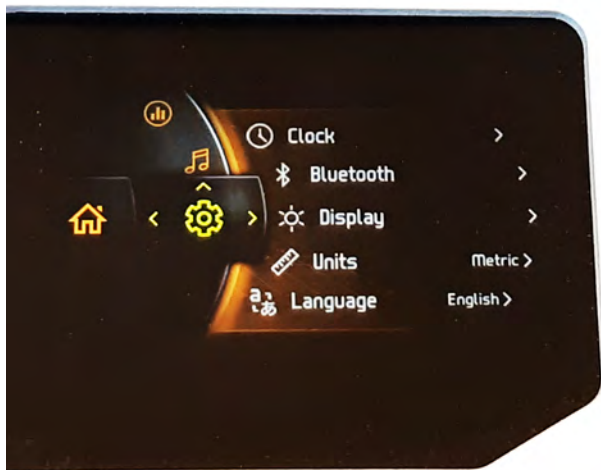 Clock
Bluetooth
Display
Units Metric
Language English